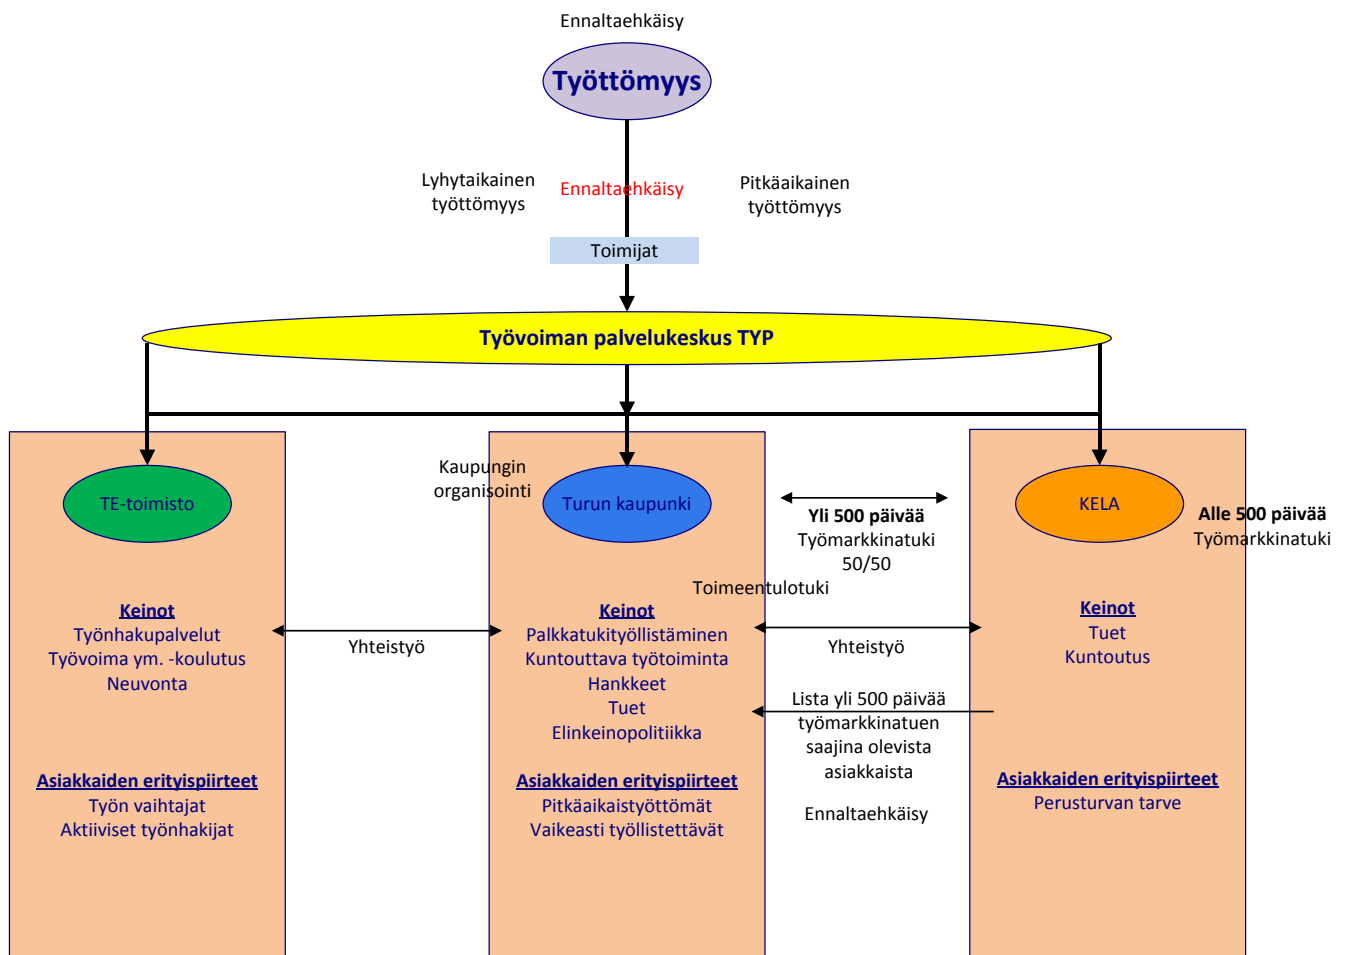 Ennaltaehkäisy
Työttömyys
Lyhytaikainen
työttömyys
Ennaltaehkäisy
Pitkäaikainen
työttömyys
Toimijat
Työvoiman palvelukeskus TYP
TE-toimisto
Keinot
Työnhakupalvelut
Työvoima ym. -koulutus
Neuvonta
Asiakkaiden erityispiirteet
Työn vaihtajat
Aktiiviset työnhakijat
Yhteistyö
Kaupungin
organisointi
Turun kaupunki
Keinot
Palkkatukityöllistäminen
Kuntouttava työtoiminta
Hankkeet
Tuet
Elinkeinopolitiikka
Asiakkaiden erityispiirteet
Pitkäaikaistyöttömät
Vaikeasti työllistettävät
Yli 500 päivää
Työmarkkinatuki
50/50
Toimeentulotuki
Yhteistyö
Lista yli 500 päivää
työmarkkinatuen
saajina olevista
asiakkaista
Ennaltaehkäisy
KELA
Alle 500 päivää
Työmarkkinatuki
Keinot
Tuet
Kuntoutus
Asiakkaiden erityispiirteet
Perusturvan tarve